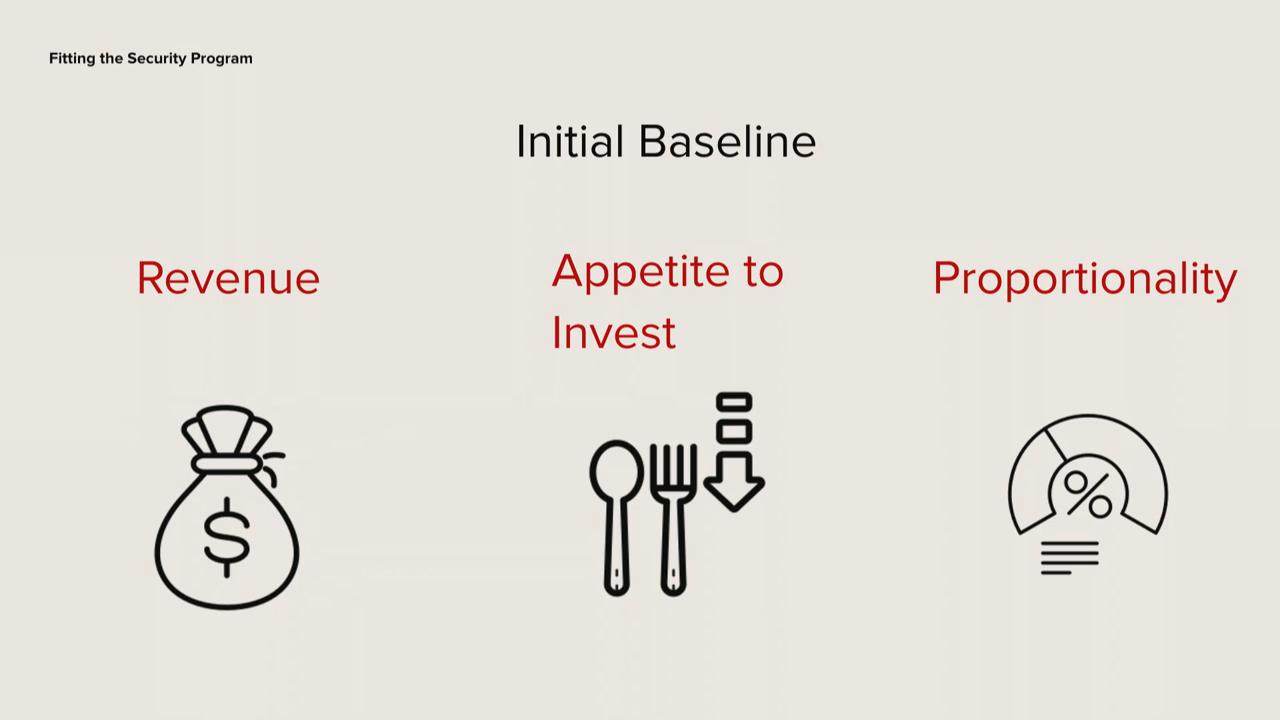 Fitting the Security Program
Initial Baseline
Revenue
Appetite to
Invest
Proportionality
$
%